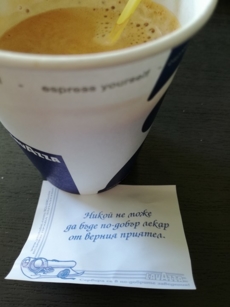 espress yourself
Никой не може
да бъде по-добър лекар
от верния приятел.